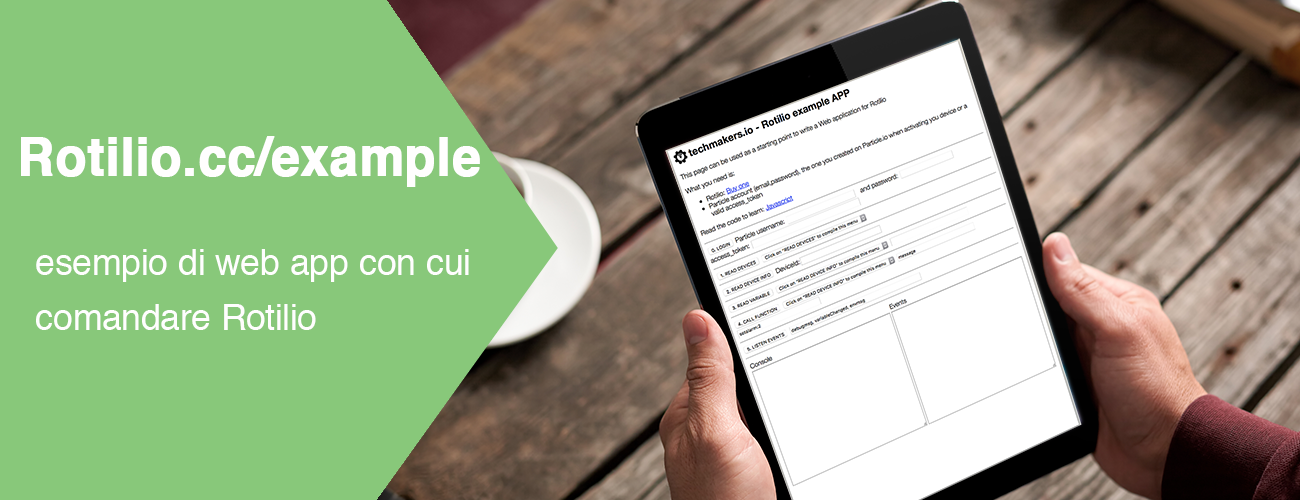 Rotilio.cc/example
esempio di web app con cui
comandare Rotilio
techmakers.io - Rotilio example APP
This page can be used as a starting point to write a Web application for Rotilio
What you need is:
Rotilio: Buy one
Particle account (email,password), the one you created on Particle.io when activating you device or a
valid access_token
Read the code to learn: Javascript
0. LOGIN Particle username: and password:
access_token:
1. READ DEVICES Click on "READ DEVICES" to compile this menu
2. READ DEVICE INFO DeviceId:
3. READ VARIABLE Click on "READ DEVICE INFO" to compile this menu
4. CALL FUNCTION Click on "READ DEVICE INFO" to compile this menu message
5. LISTEN EVENTS debugmsg, variableChanged, envmsg
Console Events